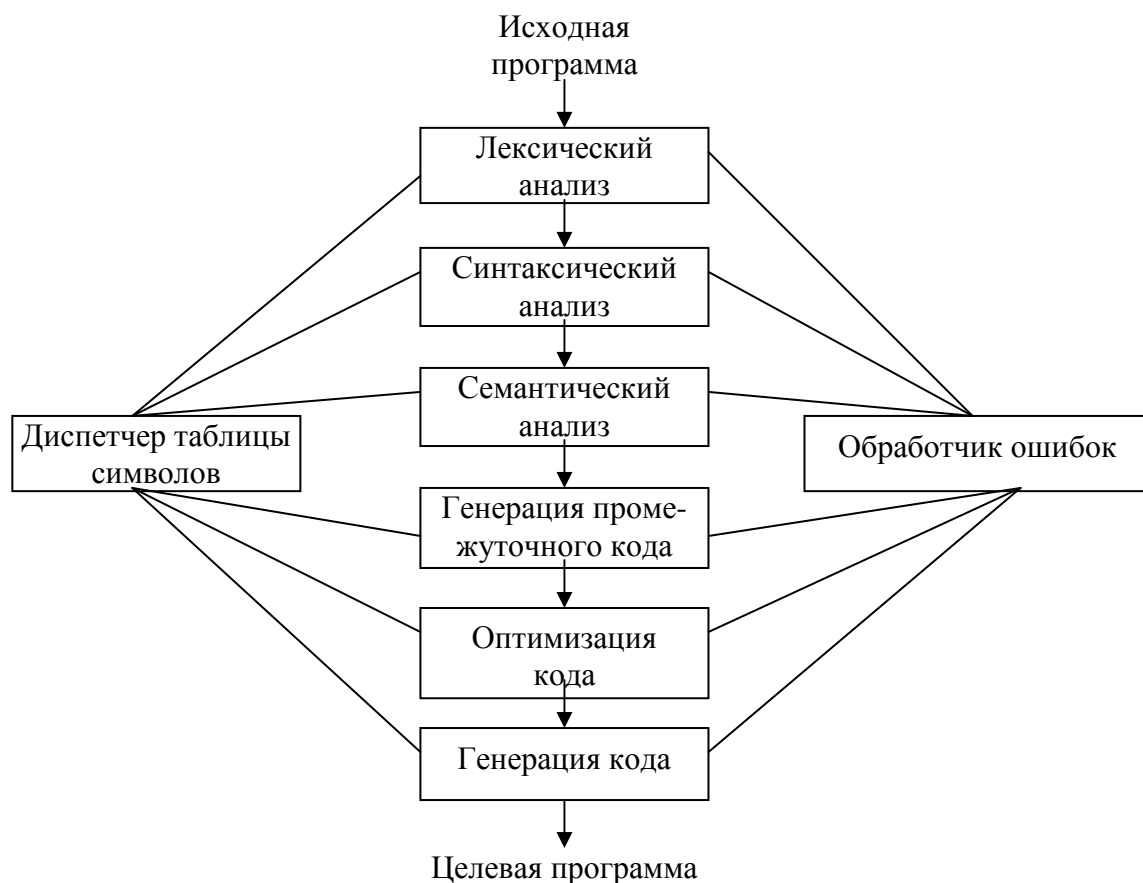 Исходная
программа
Лексический
анализ
Синтаксический
анализ
Семантический
анализ
Диспетчер таблицы
символов
Обработчик ошибок
Генерация проме-
жуточного кода
Оптимизация
кода
Генерация кода
Целевая программа